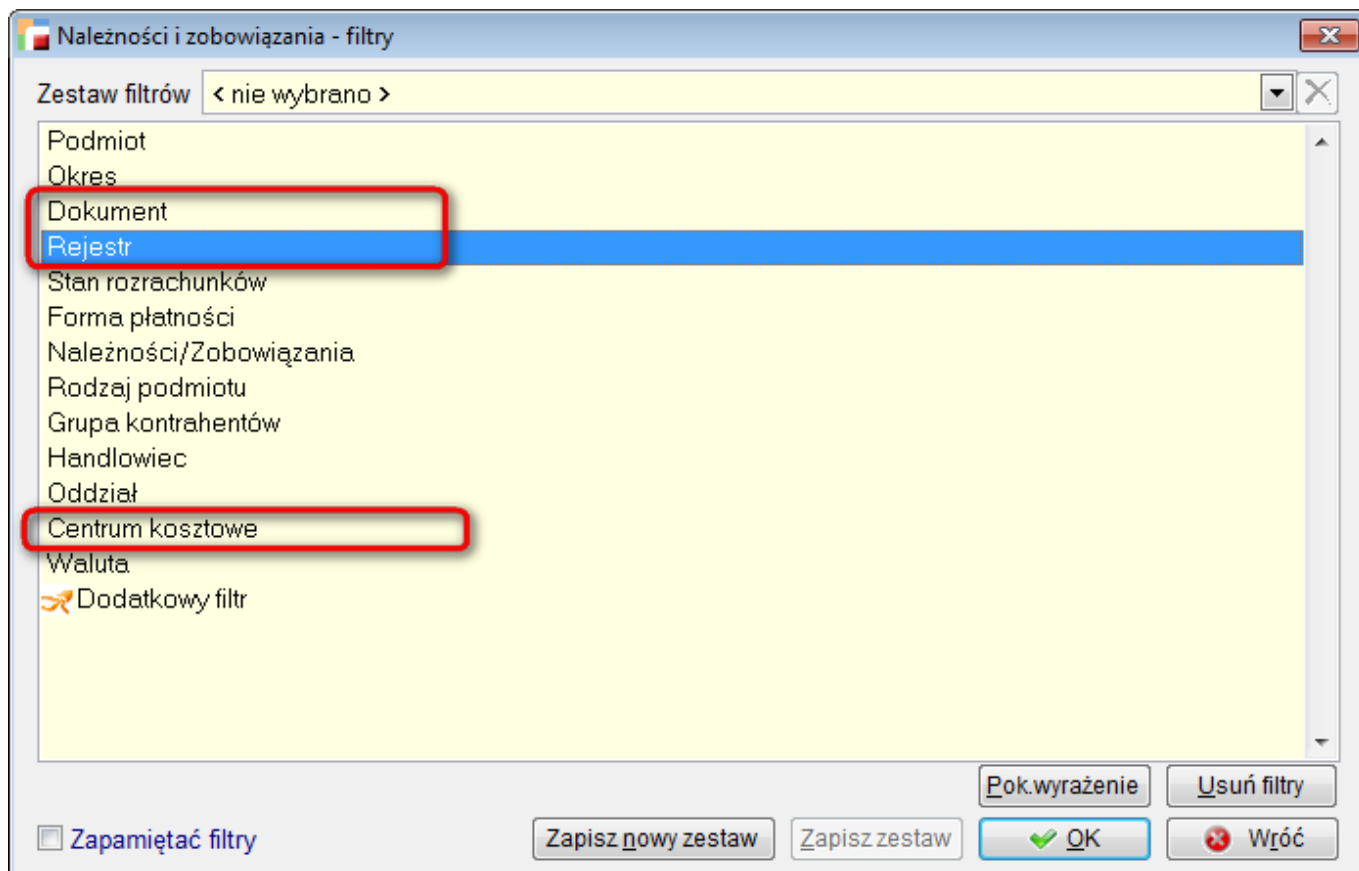 Należności i zobowiązania - filtry
Zestaw filtrów < nie wybrano >
Podmiot
Okres
Dokument
Rejestr
Stan rozrachunków
Forma płatności
Należności/Zobowiązania
Rodzaj podmiotu
Grupa kontrahentów
Handlowiec
Oddział
Centrum kosztowe
Waluta
Dodatkowy filtr
Pok.wyrażenie Usuń filtry
Zapamiętać filtry Zapisz nowy zestaw Zapisz zestaw OK Wróć